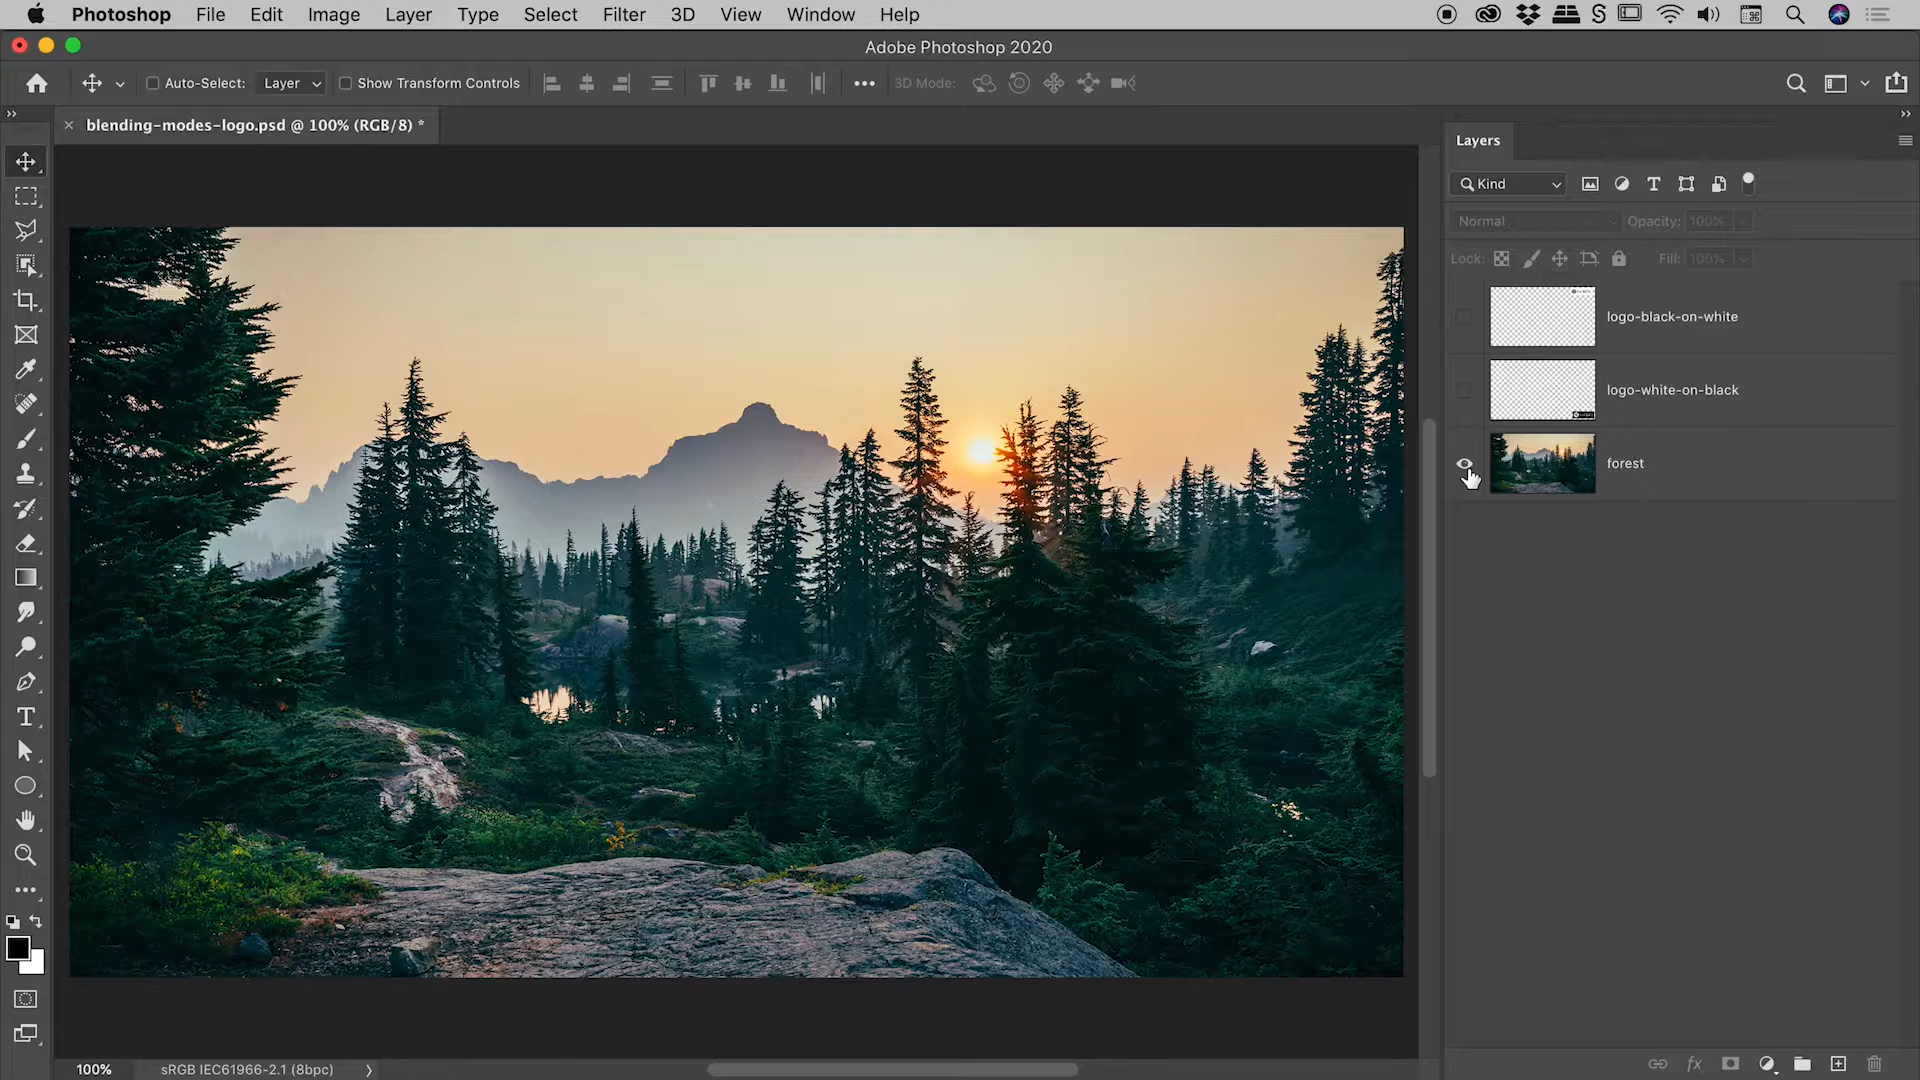 Photoshop File Edit Image Layer Type Select Filter 3D View Window Help
Adobe Photoshop 2020
Auto-Select: Layer Show Transform Controls 3D Mode:
blending-modes-logo.psd @ 100% (RGB/8) *
Layers
Kind
Normal Opacity: 100%
Lock: Fill: 100%
logo-black-on-white
logo-white-on-black
forest
100% sRGB IEC61966-2.1 (8bpc)